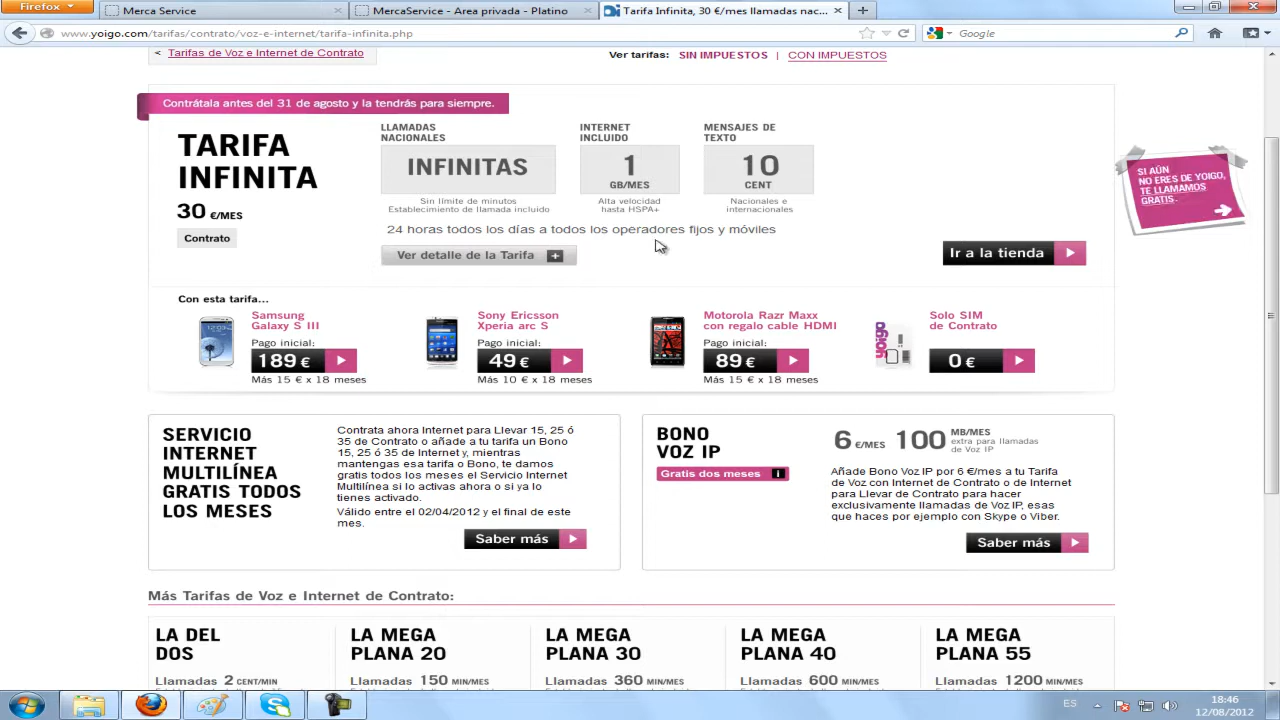 Firefox
Merca Service
MercaService - Area privada - Platino
Tarifa Infinita, 30 €/mes llamadas nac...
www.yoigo.com/tarifas/contrato/voz-e-internet/tarifa-infinita.php
Google
< Tarifas de Voz e Internet de Contrato
Ver tarifas: SIN IMPUESTOS | CON IMPUESTOS
Contrátala antes del 31 de agosto y la tendrás para siempre.
TARIFA
INFINITA
30 €/MES
Contrato
LLAMADAS
NACIONALES
INFINITAS
Sin límite de minutos
Establecimiento de llamada incluido
INTERNET
INCLUIDO
1
GB/MES
Alta velocidad
hasta HSPA+
MENSAJES DE
TEXTO
10
CENT
Nacionales e
internacionales
24 horas todos los días a todos los operadores fijos y móviles
Ver detalle de la Tarifa +
Ir a la tienda
SI AÚN
NO ERES DE YOIGO,
TE LLAMAMOS
GRATIS.
Con esta tarifa...
Samsung
Galaxy S III
Pago inicial:
189 €
Más 15 € x 18 meses
Sony Ericsson
Xperia arc S
Pago inicial:
49 €
Más 10 € x 18 meses
Motorola Razr Maxx
con regalo cable HDMI
Pago inicial:
89 €
Más 15 € x 18 meses
yoigo
Solo SIM
de Contrato
0 €
SERVICIO
INTERNET
MULTILÍNEA
GRATIS TODOS
LOS MESES
Contrata ahora Internet para Llevar 15, 25 ó
35 de Contrato o añade a tu tarifa un Bono
15, 25 ó 35 de Internet y, mientras
mantengas esa tarifa o Bono, te damos
gratis todos los meses el Servicio Internet
Multilínea si lo activas ahora o si ya lo
tienes activado.
Válido entre el 02/04/2012 y el final de este
mes.
Saber más
BONO
VOZ IP
Gratis dos meses i
6 €/MES 100 MB/MES
extra para llamadas
de Voz IP
Añade Bono Voz IP por 6 €/mes a tu Tarifa
de Voz con Internet de Contrato o de Internet
para Llevar de Contrato para hacer
exclusivamente llamadas de Voz IP, esas
que haces por ejemplo con Skype o Viber.
Saber más
Más Tarifas de Voz e Internet de Contrato:
LA DEL
DOS
Llamadas 2 CENT/MIN
LA MEGA
PLANA 20
Llamadas 150 MIN/MES
LA MEGA
PLANA 30
Llamadas 360 MIN/MES
LA MEGA
PLANA 40
Llamadas 600 MIN/MES
LA MEGA
PLANA 55
Llamadas 1200 MIN/MES
ES
18:46
12/08/2012